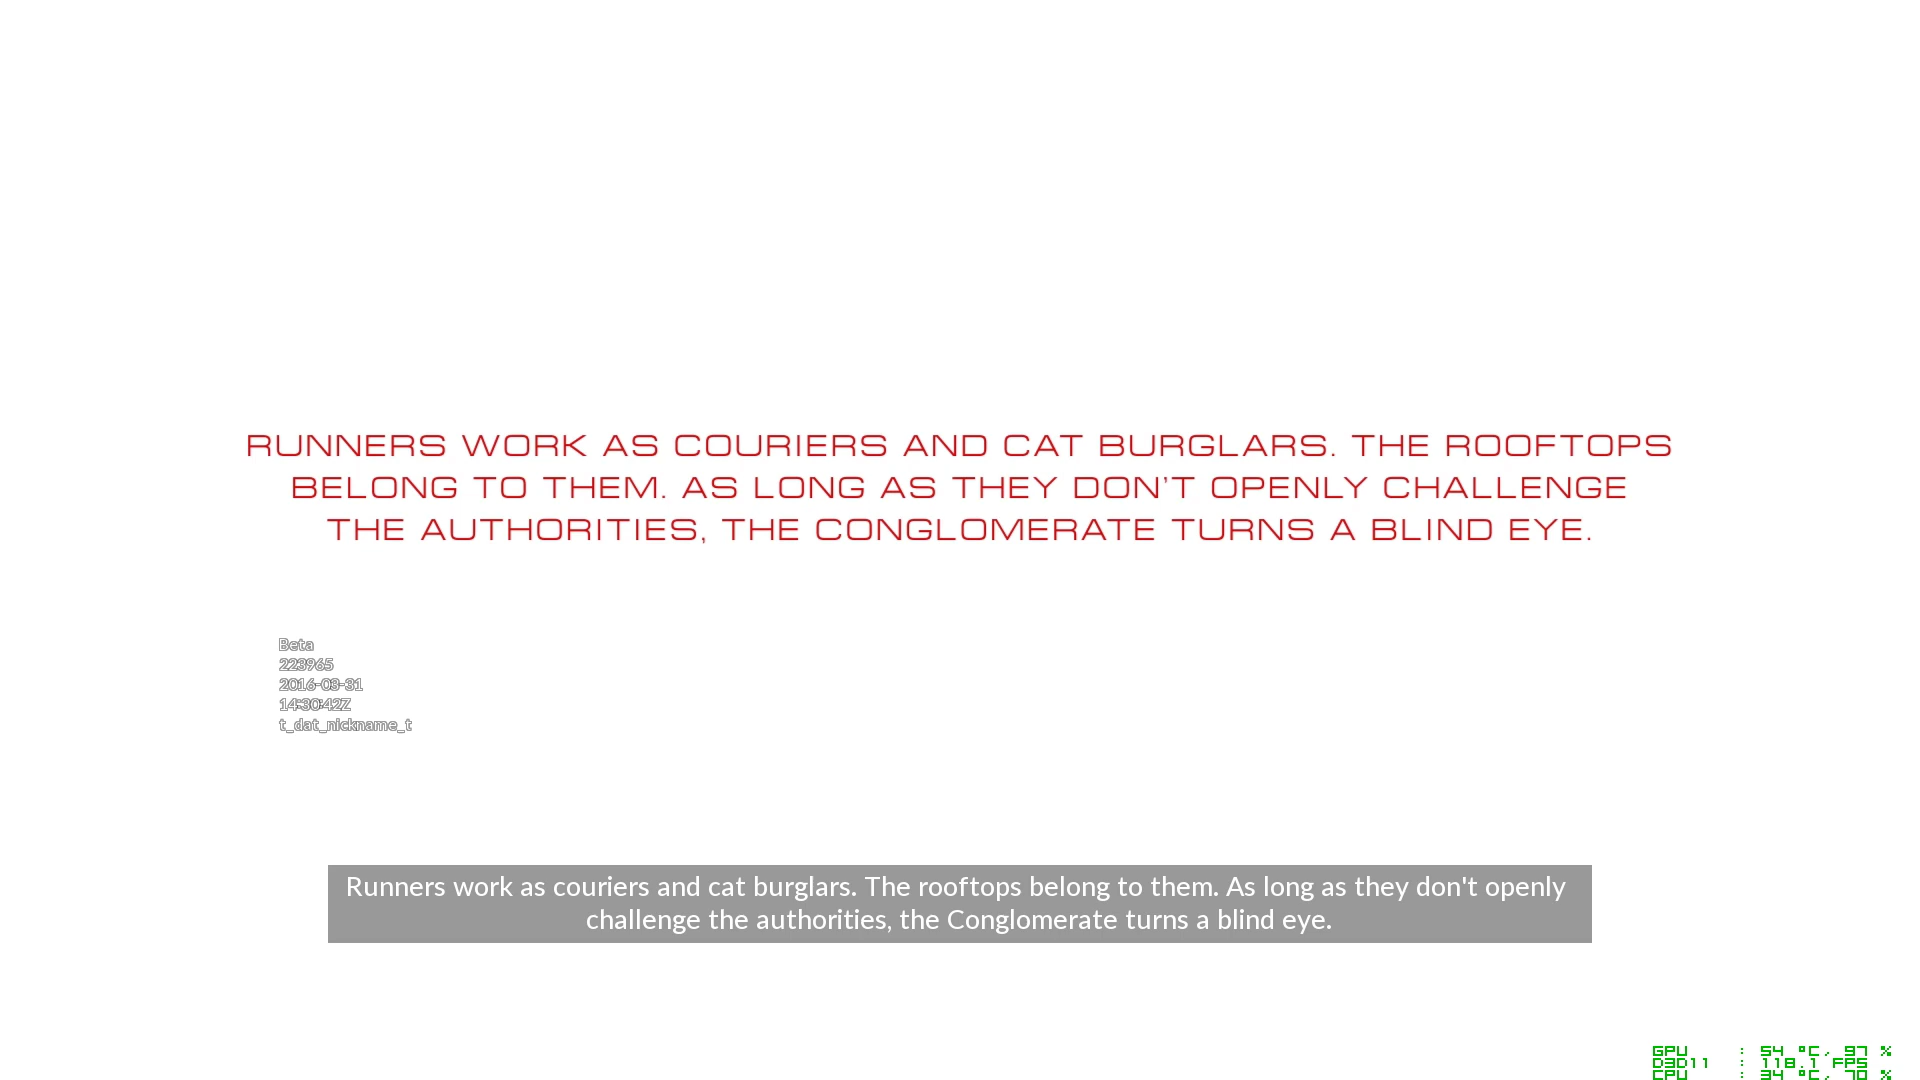 RUNNERS WORK AS COURIERS AND CAT BURGLARS. THE ROOFTOPS
BELONG TO THEM. AS LONG AS THEY DON'T OPENLY CHALLENGE
THE AUTHORITIES, THE CONGLOMERATE TURNS A BLIND EYE.
Beta
223965
2016-03-31
14:30:42Z
t_dat_nickname_t
Runners work as couriers and cat burglars. The rooftops belong to them. As long as they don't openly
challenge the authorities, the Conglomerate turns a blind eye.
GPU : 54 °C, 97 %
D3D11 : 118.1 FPS
CPU : 34 °C, 70 %